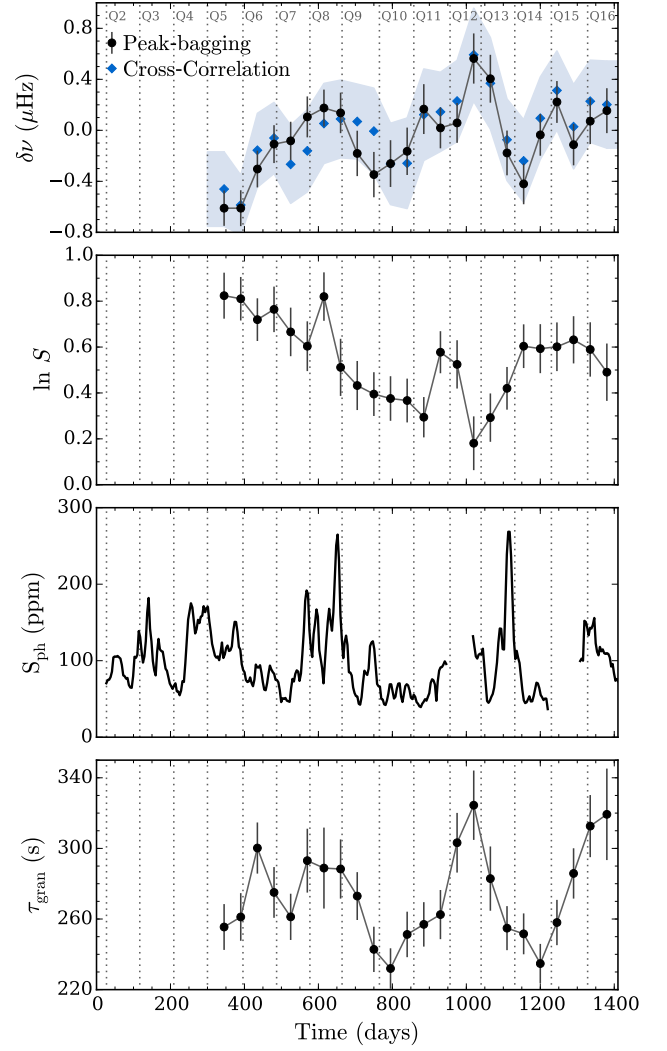 Q2 Q3 Q4 Q5 Q6 Q7 Q8 Q9 Q10 Q11 Q12 Q13 Q14 Q15 Q16
Peak-bagging
Cross-Correlation
δν (μHz)
0.8
0.4
0.0
−0.4
−0.8
ln S
1.0
0.8
0.6
0.4
0.2
0.0
S_ph (ppm)
300
200
100
0
τ_gran (s)
340
300
260
220
0 200 400 600 800 1000 1200 1400
Time (days)